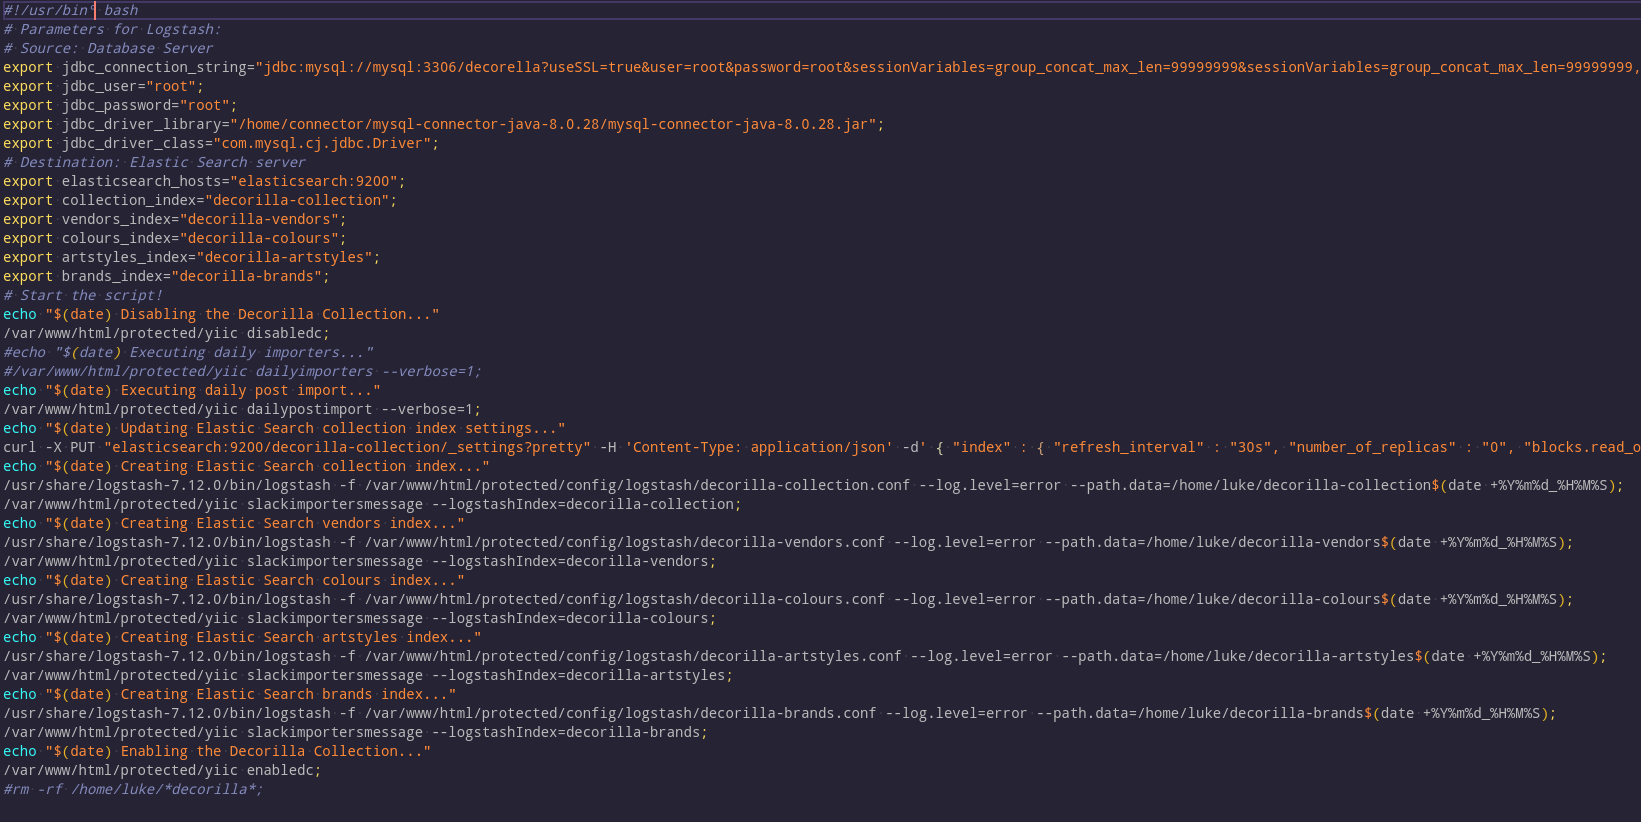 #!/usr/bin bash
# Parameters for Logstash:
# Source: Database Server
export jdbc_connection_string="jdbc:mysql://mysql:3306/decorella?useSSL=true&user=root&password=root&sessionVariables=group_concat_max_len=99999999&sessionVariables=group_concat_max_len=99999999,
export jdbc_user="root";
export jdbc_password="root";
export jdbc_driver_library="/home/connector/mysql-connector-java-8.0.28/mysql-connector-java-8.0.28.jar";
export jdbc_driver_class="com.mysql.cj.jdbc.Driver";
# Destination: Elastic Search server
export elasticsearch_hosts="elasticsearch:9200";
export collection_index="decorilla-collection";
export vendors_index="decorilla-vendors";
export colours_index="decorilla-colours";
export artstyles_index="decorilla-artstyles";
export brands_index="decorilla-brands";
# Start the script!
echo "$(date) Disabling the Decorilla Collection..."
/var/www/html/protected/yiic disabledc;
#echo "$(date) Executing daily importers..."
#/var/www/html/protected/yiic dailyimporters --verbose=1;
echo "$(date) Executing daily post import..."
/var/www/html/protected/yiic dailypostimport --verbose=1;
echo "$(date) Updating Elastic Search collection index settings..."
curl -X PUT "elasticsearch:9200/decorilla-collection/_settings?pretty" -H 'Content-Type: application/json' -d' { "index" : { "refresh_interval" : "30s", "number_of_replicas" : "0", "blocks.read_o
echo "$(date) Creating Elastic Search collection index..."
/usr/share/logstash-7.12.0/bin/logstash -f /var/www/html/protected/config/logstash/decorilla-collection.conf --log.level=error --path.data=/home/luke/decorilla-collection$(date +%Y%m%d_%H%M%S);
/var/www/html/protected/yiic slackimportersmessage --logstashIndex=decorilla-collection;
echo "$(date) Creating Elastic Search vendors index..."
/usr/share/logstash-7.12.0/bin/logstash -f /var/www/html/protected/config/logstash/decorilla-vendors.conf --log.level=error --path.data=/home/luke/decorilla-vendors$(date +%Y%m%d_%H%M%S);
/var/www/html/protected/yiic slackimportersmessage --logstashIndex=decorilla-vendors;
echo "$(date) Creating Elastic Search colours index..."
/usr/share/logstash-7.12.0/bin/logstash -f /var/www/html/protected/config/logstash/decorilla-colours.conf --log.level=error --path.data=/home/luke/decorilla-colours$(date +%Y%m%d_%H%M%S);
/var/www/html/protected/yiic slackimportersmessage --logstashIndex=decorilla-colours;
echo "$(date) Creating Elastic Search artstyles index..."
/usr/share/logstash-7.12.0/bin/logstash -f /var/www/html/protected/config/logstash/decorilla-artstyles.conf --log.level=error --path.data=/home/luke/decorilla-artstyles$(date +%Y%m%d_%H%M%S);
/var/www/html/protected/yiic slackimportersmessage --logstashIndex=decorilla-artstyles;
echo "$(date) Creating Elastic Search brands index..."
/usr/share/logstash-7.12.0/bin/logstash -f /var/www/html/protected/config/logstash/decorilla-brands.conf --log.level=error --path.data=/home/luke/decorilla-brands$(date +%Y%m%d_%H%M%S);
/var/www/html/protected/yiic slackimportersmessage --logstashIndex=decorilla-brands;
echo "$(date) Enabling the Decorilla Collection..."
/var/www/html/protected/yiic enabledc;
#rm -rf /home/luke/*decorilla*;